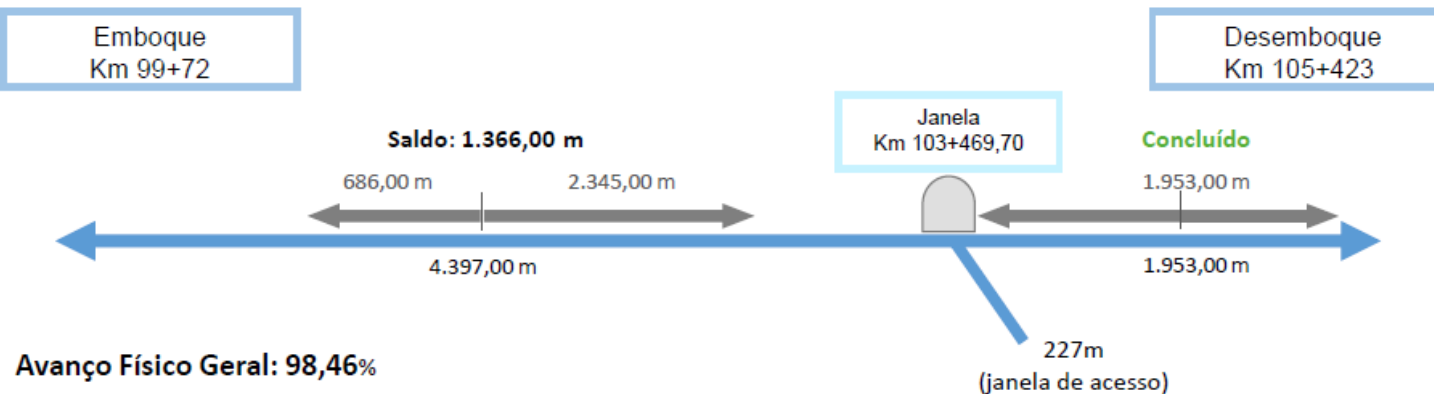 Emboque
Km 99+72
Desemboque
Km 105+423
Janela
Km 103+469,70
Saldo: 1.366,00 m
Concluído
686,00 m
2.345,00 m
1.953,00 m
4.397,00 m
1.953,00 m
227m
(janela de acesso)
Avanço Físico Geral: 98,46%